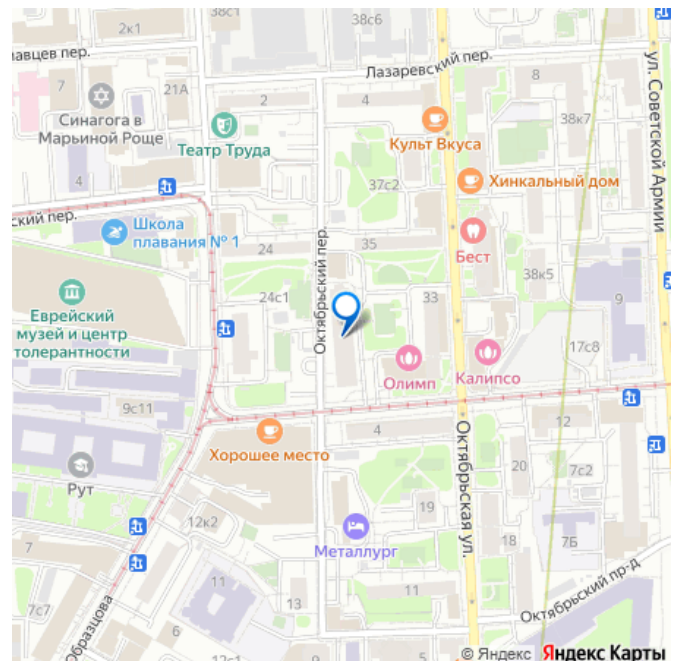 38с1
38с6
2к1
лавцев пер.
Лазаревский пер.
7
21А
2
4
8
ул. Советской Армии
Синагога в
Марьиной Роще
Театр Труда
Культ Вкуса
38к7
4
37с2
Хинкальный дом
ский пер.
Школа
плавания № 1
24
35
Бест
Октябрьский пер.
38к5
24с1
33
9
Еврейский
музей и центр
толерантности
17с8
Олимп
Калипсо
9с11
4
12
Хорошее место
Октябрьская ул.
Рут
20
7с2
12к2
19
7
Металлург
18
7Б
11
11
Октябрьский пр-д
7с7
13
Образцова
6
12с1
9
© Яндекс Яндекс Карты